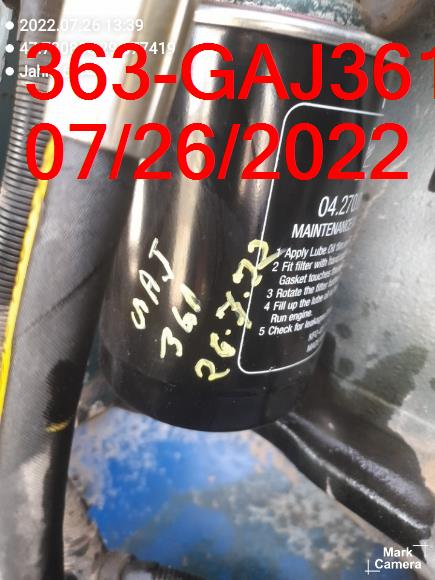 2022.07.26 13:39
363-GAJ361
07/26/2022
04.270
MAINTENANCE
1 Apply Lube Oil
2 Fit filter with
Gasket touches
3 Rotate the filter
4 Fill up the lube
Run engine.
5 Check for leakage
GAJ
361
26.7.22
Mark
Camera